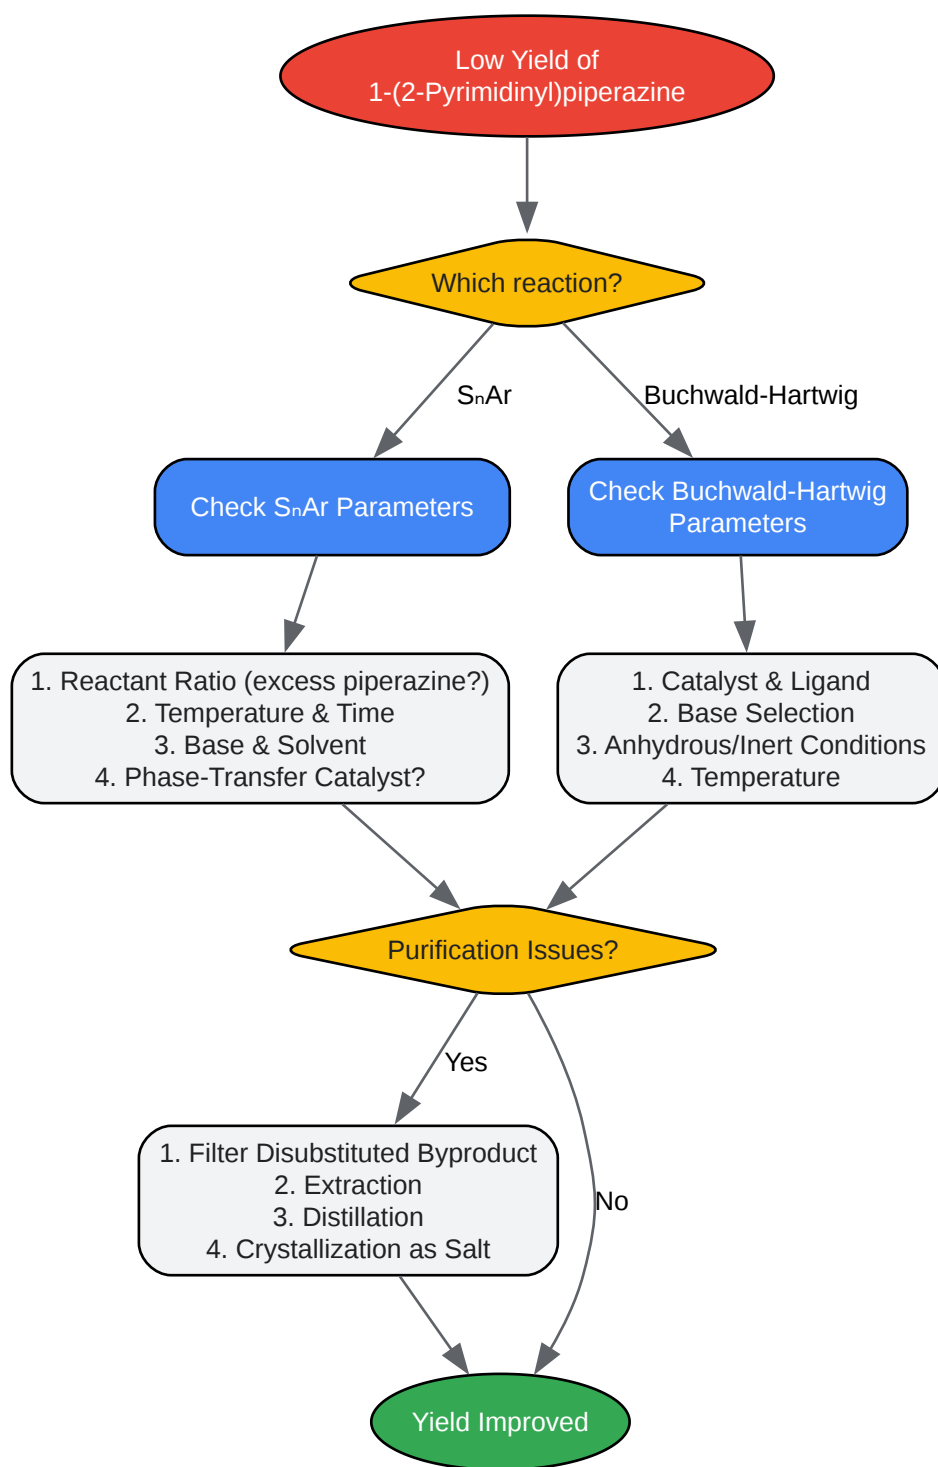 Low Yield of
1-(2-Pyrimidinyl)piperazine
Which reaction?
SₙAr
Buchwald-Hartwig
Check SₙAr Parameters
Check Buchwald-Hartwig
Parameters
1. Reactant Ratio (excess piperazine?)
2. Temperature & Time
3. Base & Solvent
4. Phase-Transfer Catalyst?
1. Catalyst & Ligand
2. Base Selection
3. Anhydrous/Inert Conditions
4. Temperature
Purification Issues?
Yes
1. Filter Disubstituted Byproduct
2. Extraction
3. Distillation
4. Crystallization as Salt
No
Yield Improved